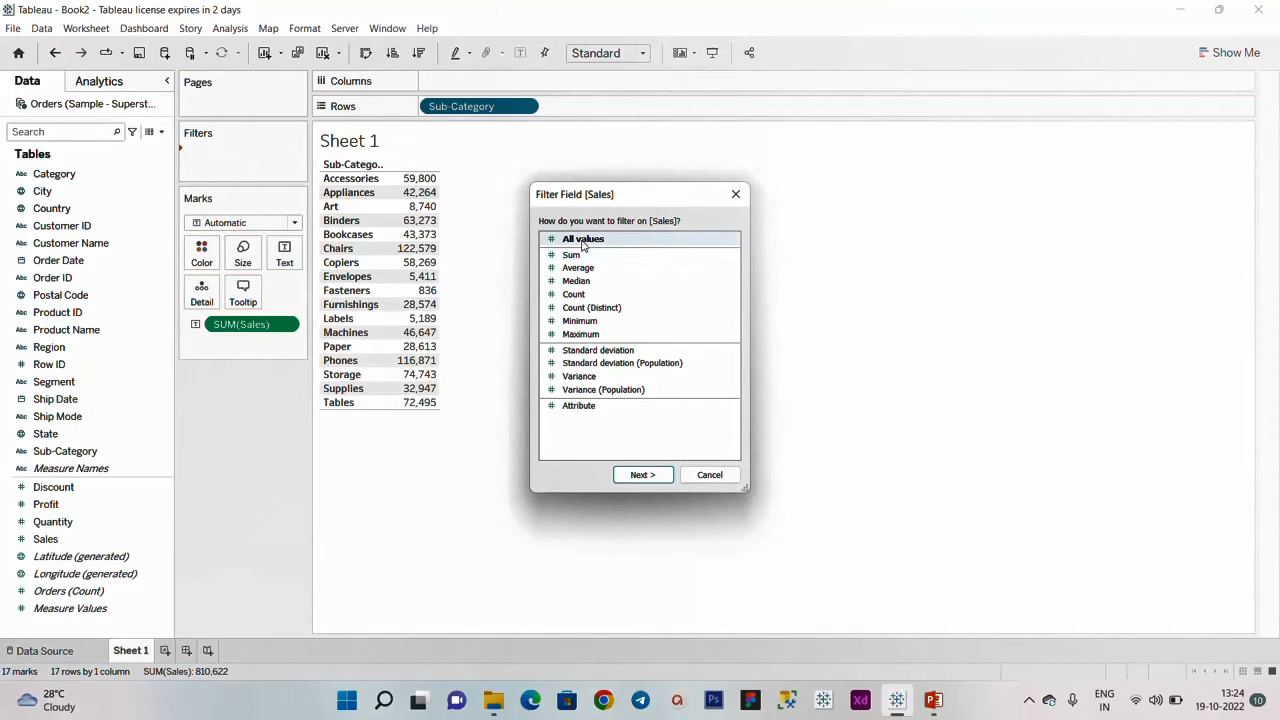 Tableau - Book2 - Tableau license expires in 2 days
File Data Worksheet Dashboard Story Analysis Map Format Server Window Help
Standard
Show Me
Data Analytics
Orders (Sample - Superst...
Search
Tables
Category
City
Country
Customer ID
Customer Name
Order Date
Order ID
Postal Code
Product ID
Product Name
Region
Row ID
Segment
Ship Date
Ship Mode
State
Sub-Category
Measure Names
Discount
Profit
Quantity
Sales
Latitude (generated)
Longitude (generated)
Orders (Count)
Measure Values
Pages
Filters
Marks
Automatic
Color Size Text
Detail Tooltip
SUM(Sales)
Columns
Rows Sub-Category
Sheet 1
Sub-Catego..
Accessories 59,800
Appliances 42,264
Art 8,740
Binders 63,273
Bookcases 43,373
Chairs 122,579
Copiers 58,269
Envelopes 5,411
Fasteners 836
Furnishings 28,574
Labels 5,189
Machines 46,647
Paper 28,613
Phones 116,871
Storage 74,743
Supplies 32,947
Tables 72,495
Filter Field [Sales]
How do you want to filter on [Sales]?
All values
Sum
Average
Median
Count
Count (Distinct)
Minimum
Maximum
Standard deviation
Standard deviation (Population)
Variance
Variance (Population)
Attribute
Next > Cancel
Data Source Sheet 1
17 marks 17 rows by 1 column SUM(Sales): 810,622
28°C
Cloudy
Ps
Xd
ENG
IN
13:24
19-10-2022
10